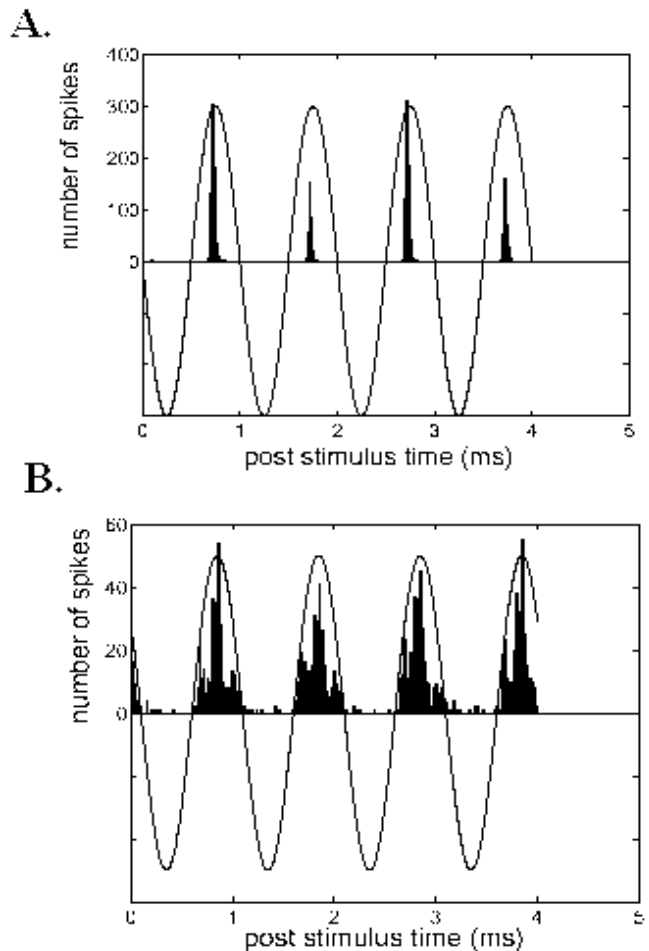 A.
number of spikes
400
300
200
100
0
0 1 2 3 4 5
post stimulus time (ms)
B.
number of spikes
60
40
20
0
0 1 2 3 4 5
post stimulus time (ms)